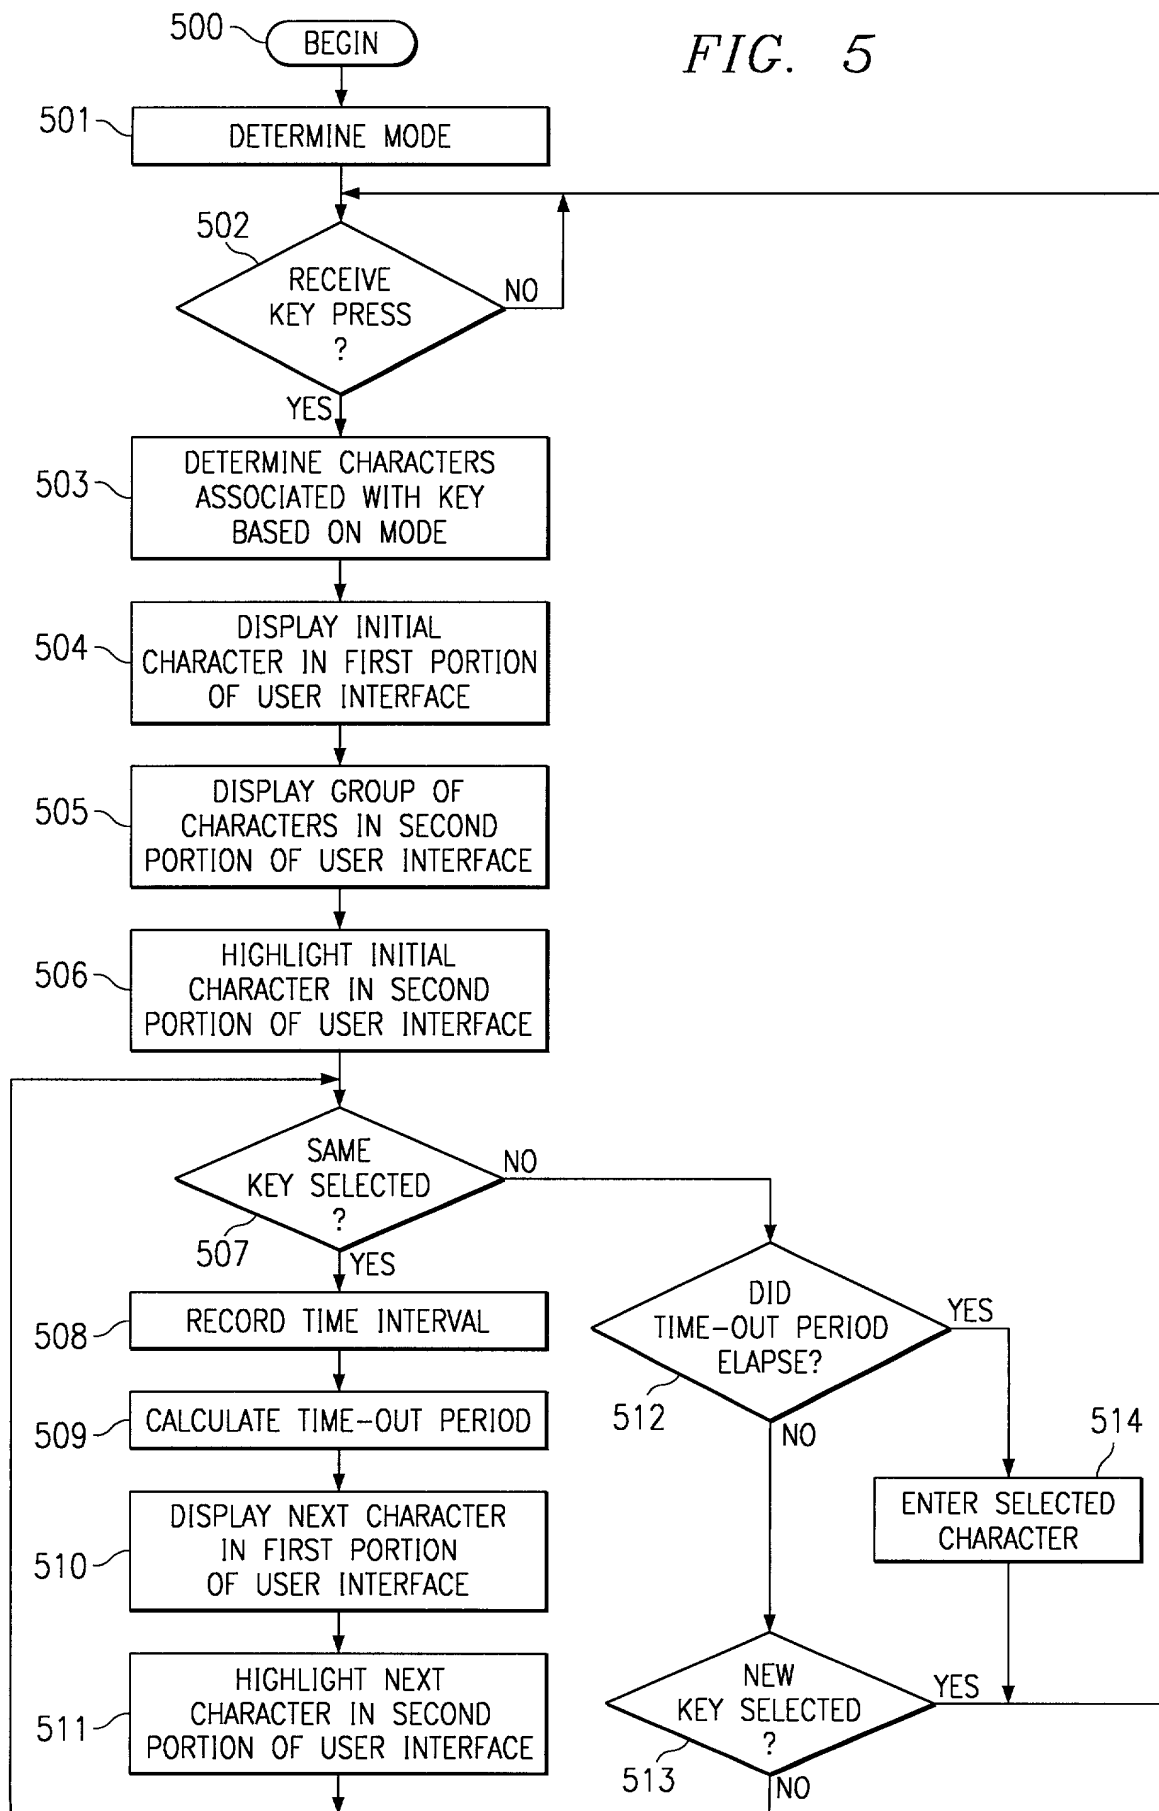 FIG. 5
500
BEGIN
501
DETERMINE MODE
502
RECEIVE
KEY PRESS
?
NO
YES
503
DETERMINE CHARACTERS
ASSOCIATED WITH KEY
BASED ON MODE
504
DISPLAY INITIAL
CHARACTER IN FIRST PORTION
OF USER INTERFACE
505
DISPLAY GROUP OF
CHARACTERS IN SECOND
PORTION OF USER INTERFACE
506
HIGHLIGHT INITIAL
CHARACTER IN SECOND
PORTION OF USER INTERFACE
SAME
KEY SELECTED
?
507
NO
YES
508
RECORD TIME INTERVAL
509
CALCULATE TIME-OUT PERIOD
510
DISPLAY NEXT CHARACTER
IN FIRST PORTION
OF USER INTERFACE
511
HIGHLIGHT NEXT
CHARACTER IN SECOND
PORTION OF USER INTERFACE
DID
TIME-OUT PERIOD
ELAPSE?
512
YES
NO
514
ENTER SELECTED
CHARACTER
NEW
KEY SELECTED
?
513
YES
NO